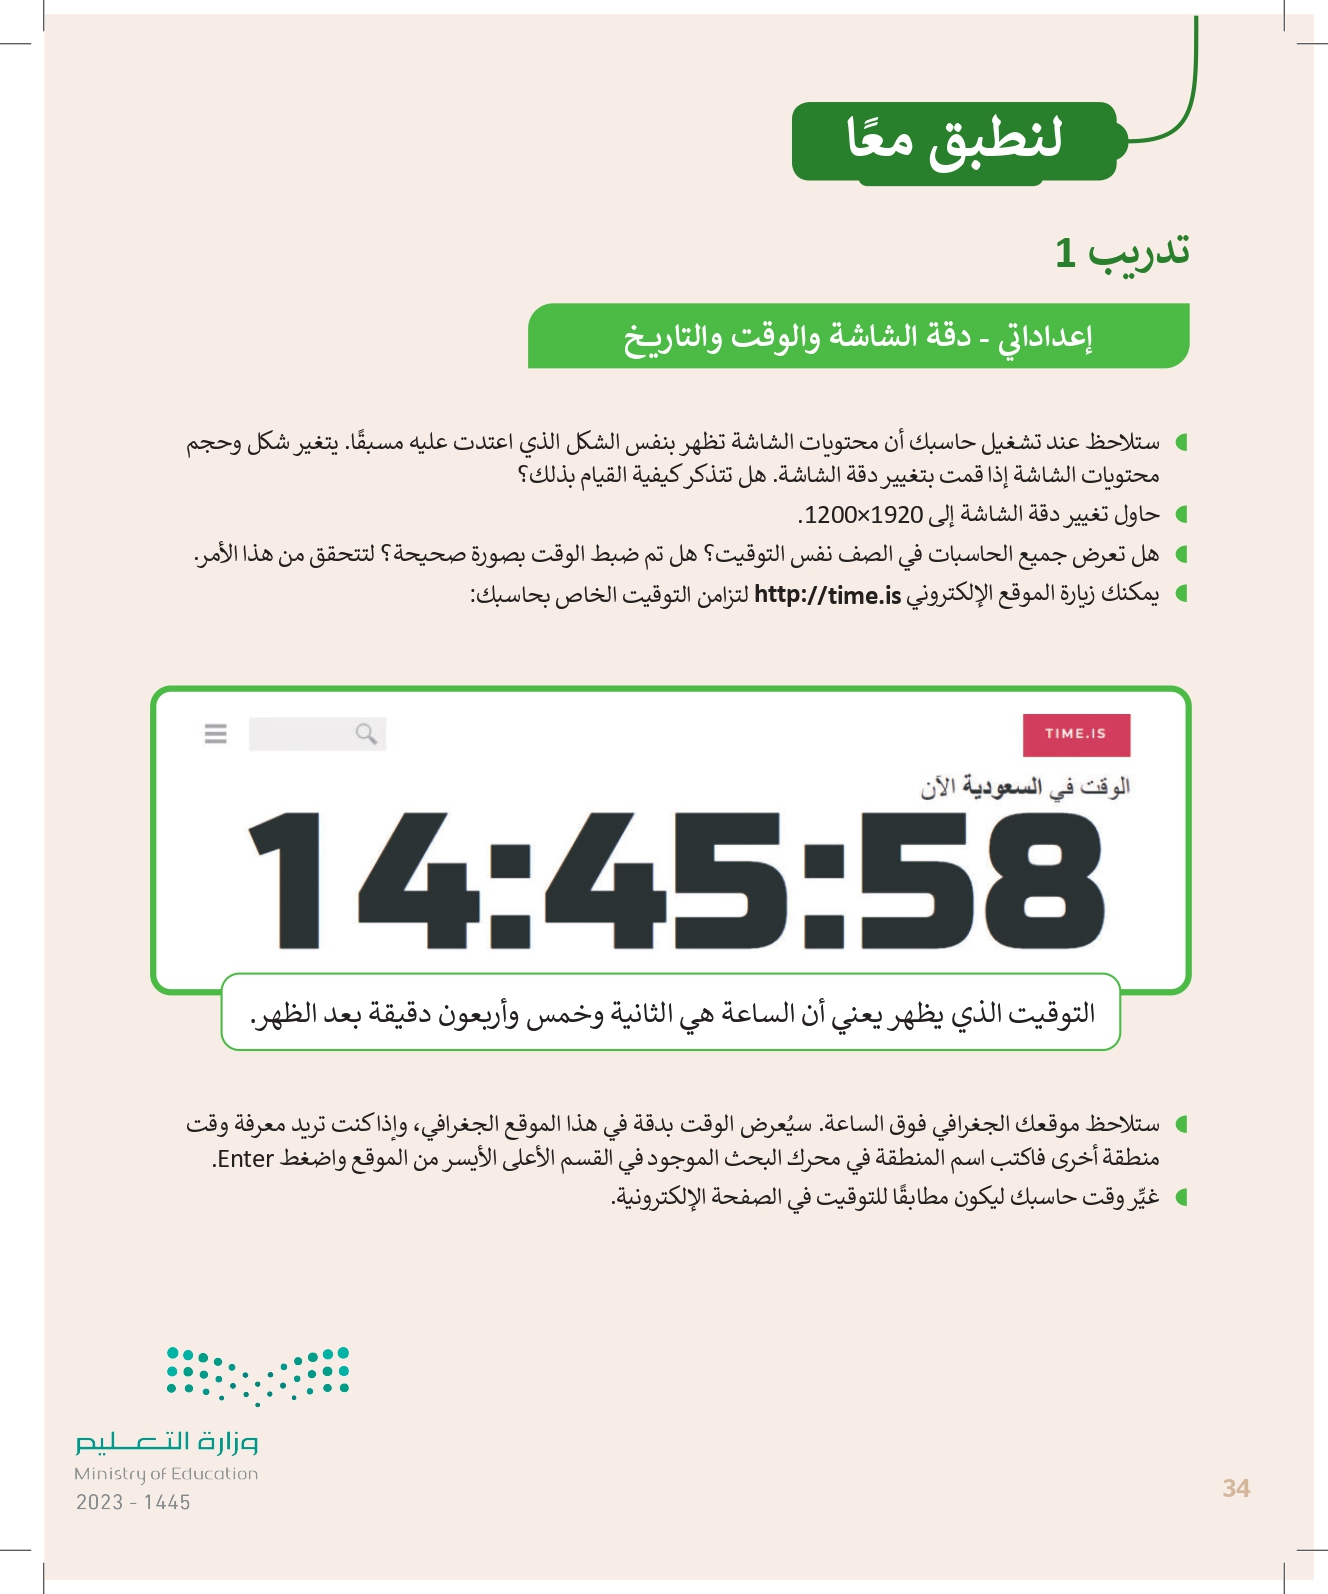 لنطبق معًا
تدريب 1
إعداداتي - دقة الشاشة والوقت والتاريخ
ستلاحظ عند تشغيل حاسبك أن محتويات الشاشة تظهر بنفس الشكل الذي اعتدت عليه مسبقًا. يتغير شكل وحجم
محتويات الشاشة إذا قمت بتغيير دقة الشاشة. هل تتذكر كيفية القيام بذلك؟
حاول تغيير دقة الشاشة إلى 1920×1200.
هل تعرض جميع الحاسبات في الصف نفس التوقيت؟ هل تم ضبط الوقت بصورة صحيحة؟ لتتحقق من هذا الأمر.
يمكنك زيارة الموقع الإلكتروني http://time.is لتزامن التوقيت الخاص بحاسبك:
TIME.IS
الوقت في السعودية الآن
14:45:58
التوقيت الذي يظهر يعني أن الساعة هي الثانية وخمس وأربعون دقيقة بعد الظهر.
ستلاحظ موقعك الجغرافي فوق الساعة. سيُعرض الوقت بدقة في هذا الموقع الجغرافي، وإذا كنت تريد معرفة وقت
منطقة أخرى فاكتب اسم المنطقة في محرك البحث الموجود في القسم الأعلى الأيسر من الموقع واضغط Enter.
غيِّر وقت حاسبك ليكون مطابقًا للتوقيت في الصفحة الإلكترونية.
وزارة التعليم
Ministry of Education
2023 - 1445
34